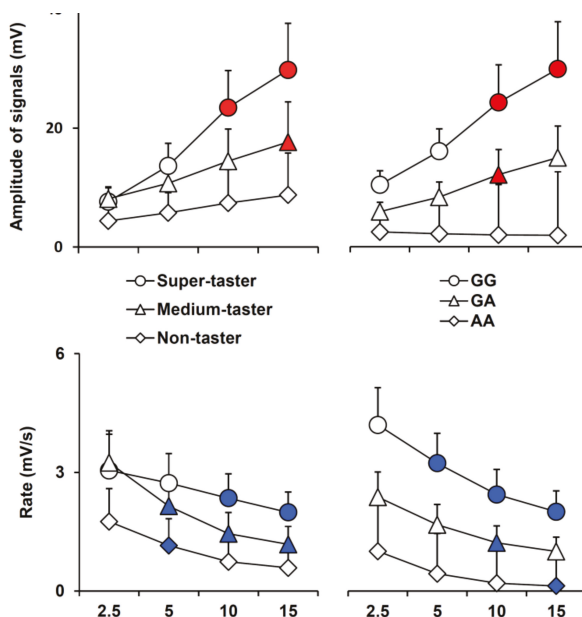 Amplitude of signals (mV)
20
0
Super-taster
Medium-taster
Non-taster
GG
GA
AA
Rate (mV/s)
6
3
0
2.5 5 10 15
2.5 5 10 15